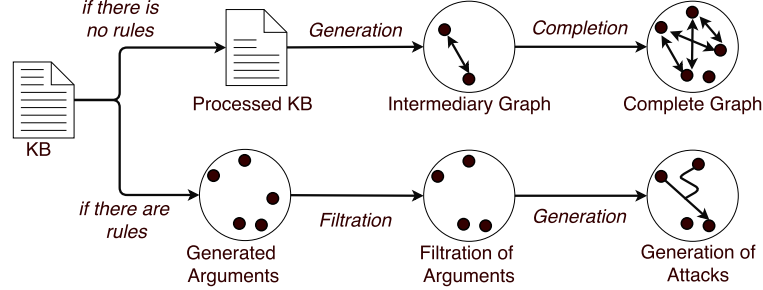 if there is
no rules
Generation
Completion
Processed KB
Intermediary Graph
Complete Graph
KB
if there are
rules
Filtration
Generation
Generated
Arguments
Filtration of
Arguments
Generation of
Attacks